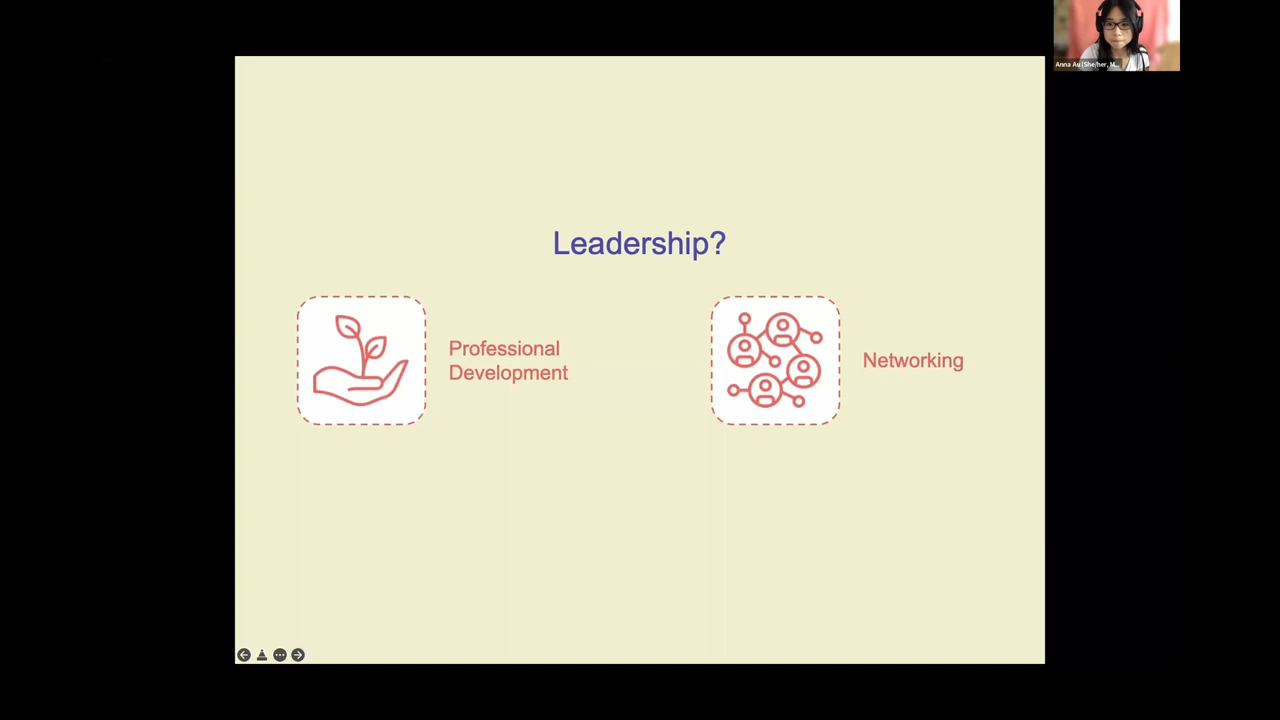 Anna Au (She/her, M...
Leadership?
Professional
Development
Networking